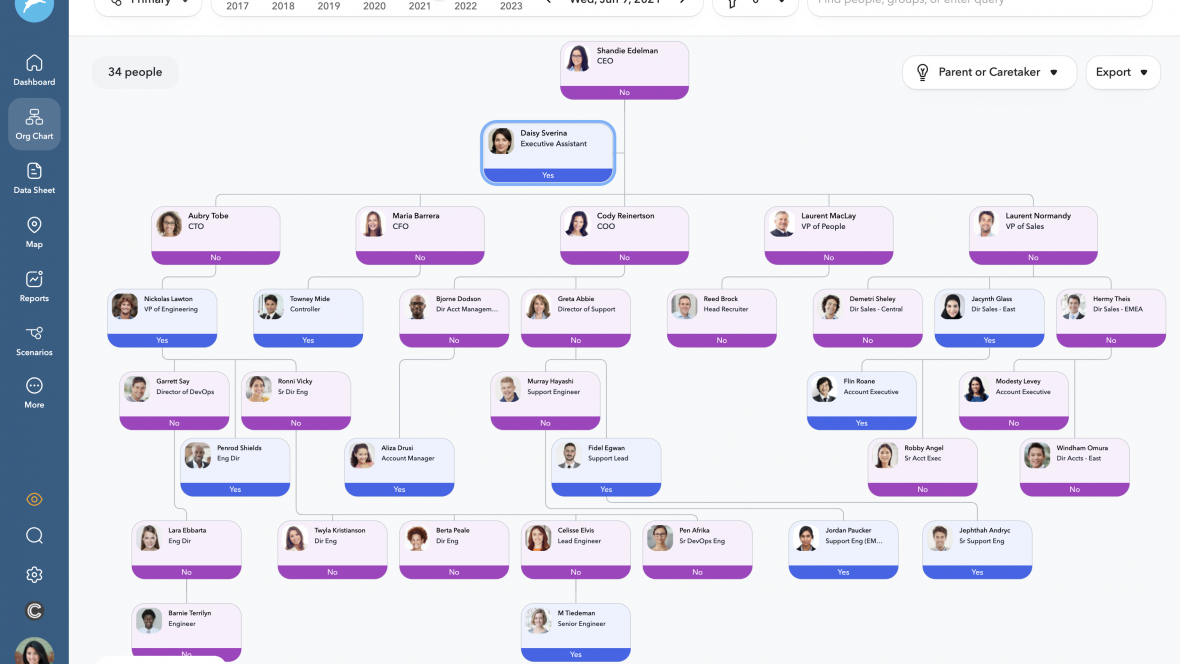 Primary
2017 2018 2019 2020 2021 2022 2023
Wed, Jun 9, 2021
Find people, groups, or enter query
Dashboard
Org Chart
Data Sheet
Map
Reports
Scenarios
More
34 people
Parent or Caretaker
Export
Shandie Edelman
CEO
No
Daisy Sverina
Executive Assistant
Yes
Aubry Tobe
CTO
No
Maria Barrera
CFO
No
Cody Reinertson
COO
No
Laurent MacLay
VP of People
No
Laurent Normandy
VP of Sales
No
Nickolas Lawton
VP of Engineering
Yes
Towney Mide
Controller
Yes
Bjorne Dodson
Dir Acct Managem...
No
Greta Abbie
Director of Support
No
Reed Brock
Head Recruiter
No
Demetri Sheley
Dir Sales - Central
No
Jacynth Glass
Dir Sales - East
Yes
Hermy Theis
Dir Sales - EMEA
No
Garrett Say
Director of DevOps
No
Ronni Vicky
Sr Dir Eng
No
Murray Hayashi
Support Engineer
No
Flin Roane
Account Executive
Yes
Modesty Levey
Account Executive
No
Penrod Shields
Eng Dir
Yes
Aliza Drusi
Account Manager
Yes
Fidel Egwan
Support Lead
Yes
Robby Angel
Sr Acct Exec
No
Windham Omura
Dir Accts - East
No
Lara Ebbarta
Eng Dir
No
Twyla Kristianson
Dir Eng
No
Berta Peale
Dir Eng
No
Celisse Elvis
Lead Engineer
No
Pen Afrika
Sr DevOps Eng
No
Jordan Paucker
Support Eng (EM...
Yes
Jephthah Andryc
Sr Support Eng
Yes
Barnie Terrilyn
Engineer
No
M Tiedeman
Senior Engineer
Yes